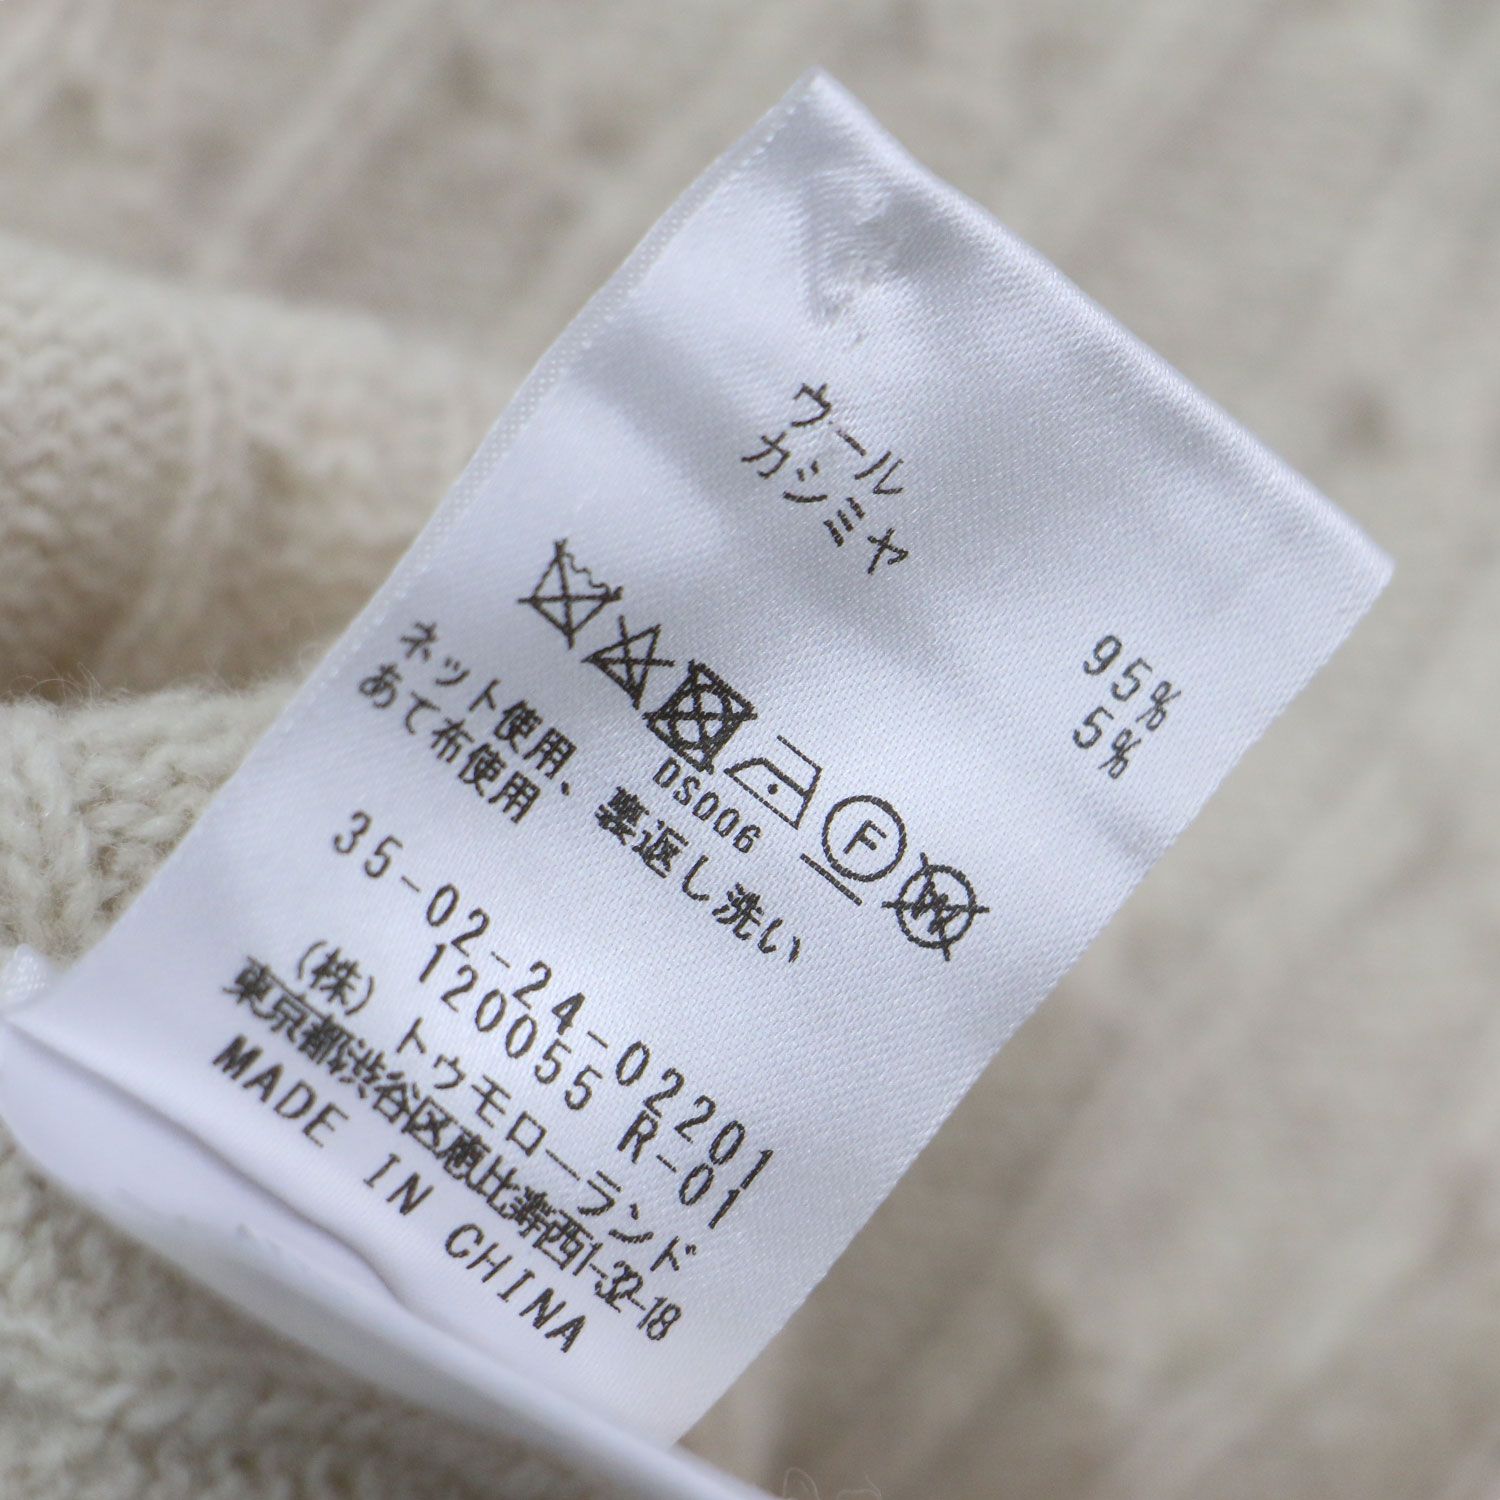 ウール 95%
カシミヤ 5%
F W
DS006
ネット使用、裏返し洗い
あて布使用
35-02-24-02201
120055 R-01
(株)トウモローランド
東京都渋谷区恵比寿西1-32-18
MADE IN CHINA